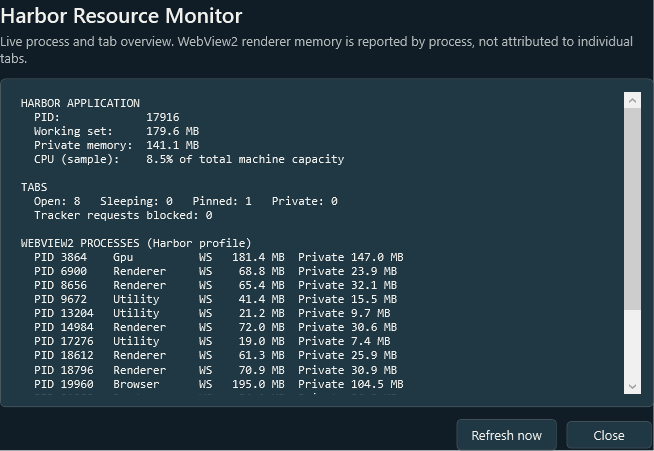 Harbor Resource Monitor
Live process and tab overview. WebView2 renderer memory is reported by process, not attributed to individual
tabs.
HARBOR APPLICATION
PID: 17916
Working set: 179.6 MB
Private memory: 141.1 MB
CPU (sample): 8.5% of total machine capacity
TABS
Open: 8 Sleeping: 0 Pinned: 1 Private: 0
Tracker requests blocked: 0
WEBVIEW2 PROCESSES (Harbor profile)
PID 3864 Gpu WS 181.4 MB Private 147.0 MB
PID 6900 Renderer WS 68.8 MB Private 23.9 MB
PID 8656 Renderer WS 65.4 MB Private 32.1 MB
PID 9672 Utility WS 41.4 MB Private 15.5 MB
PID 13204 Utility WS 21.2 MB Private 9.7 MB
PID 14984 Renderer WS 72.0 MB Private 30.6 MB
PID 17276 Utility WS 19.0 MB Private 7.4 MB
PID 18612 Renderer WS 61.3 MB Private 25.9 MB
PID 18796 Renderer WS 70.9 MB Private 30.9 MB
PID 19960 Browser WS 195.0 MB Private 104.5 MB
Refresh now
Close